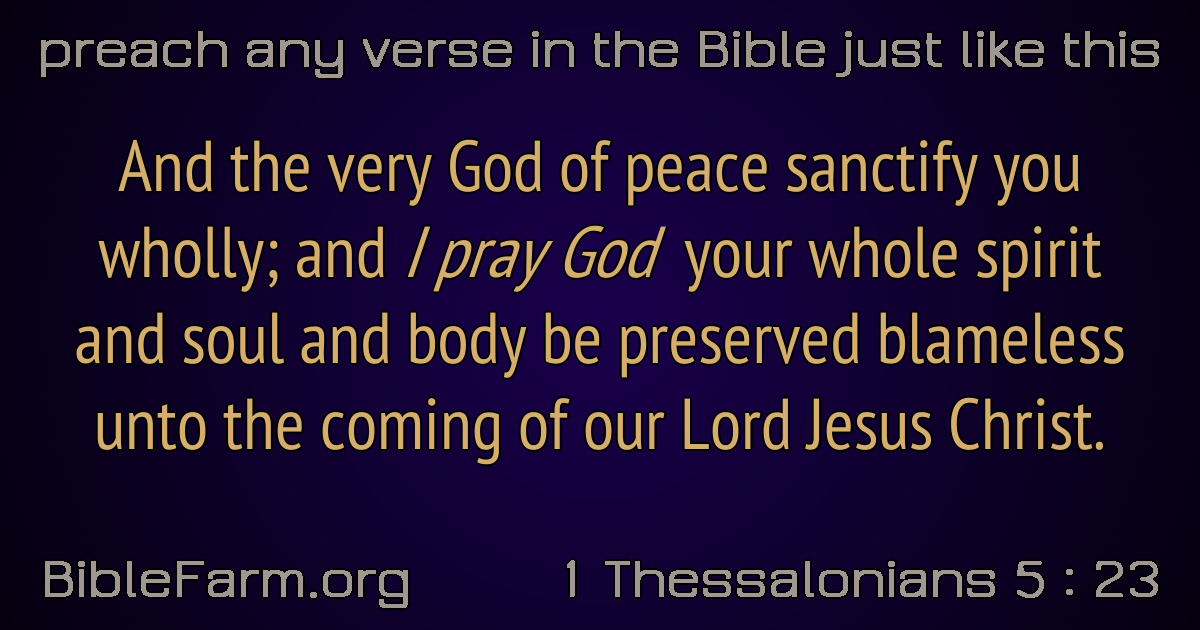 preach any verse in the Bible just like this
And the very God of peace sanctify you
wholly; and I pray God your whole spirit
and soul and body be preserved blameless
unto the coming of our Lord Jesus Christ.
BibleFarm.org
1 Thessalonians 5 : 23